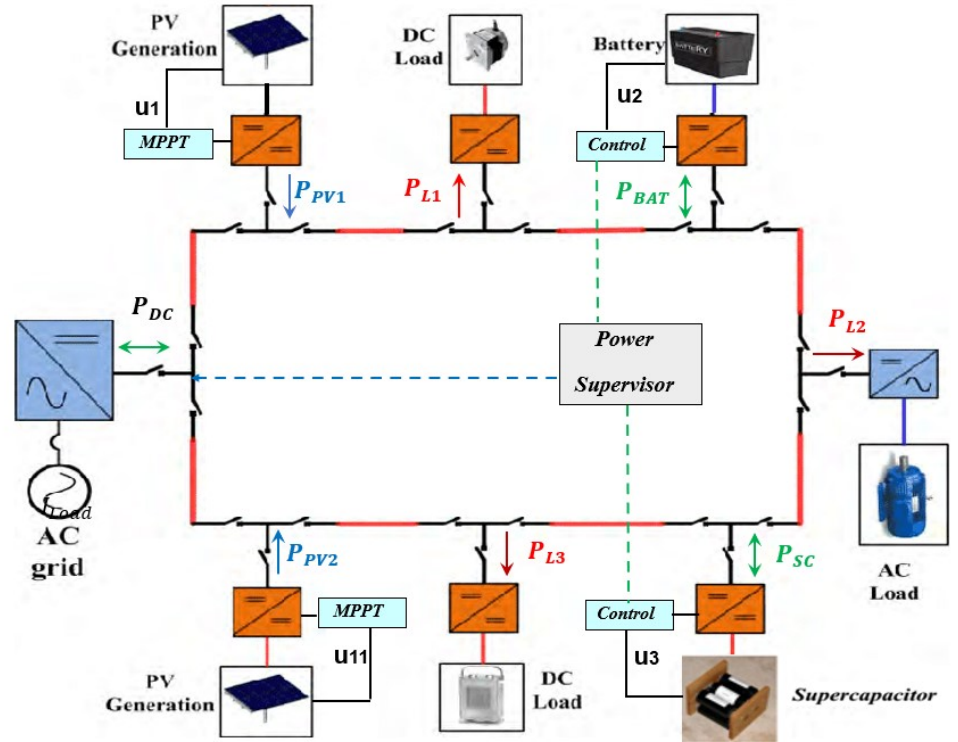 PV
Generation
DC
Load
Battery
BATTERY
u1
u2
MPPT
Control
P_PV1
P_L1
P_BAT
P_DC
P_L2
Power
Supervisor
Load
AC
grid
P_PV2
P_L3
P_SC
AC
Load
MPPT
Control
u11
u3
PV
Generation
DC
Load
Supercapacitor